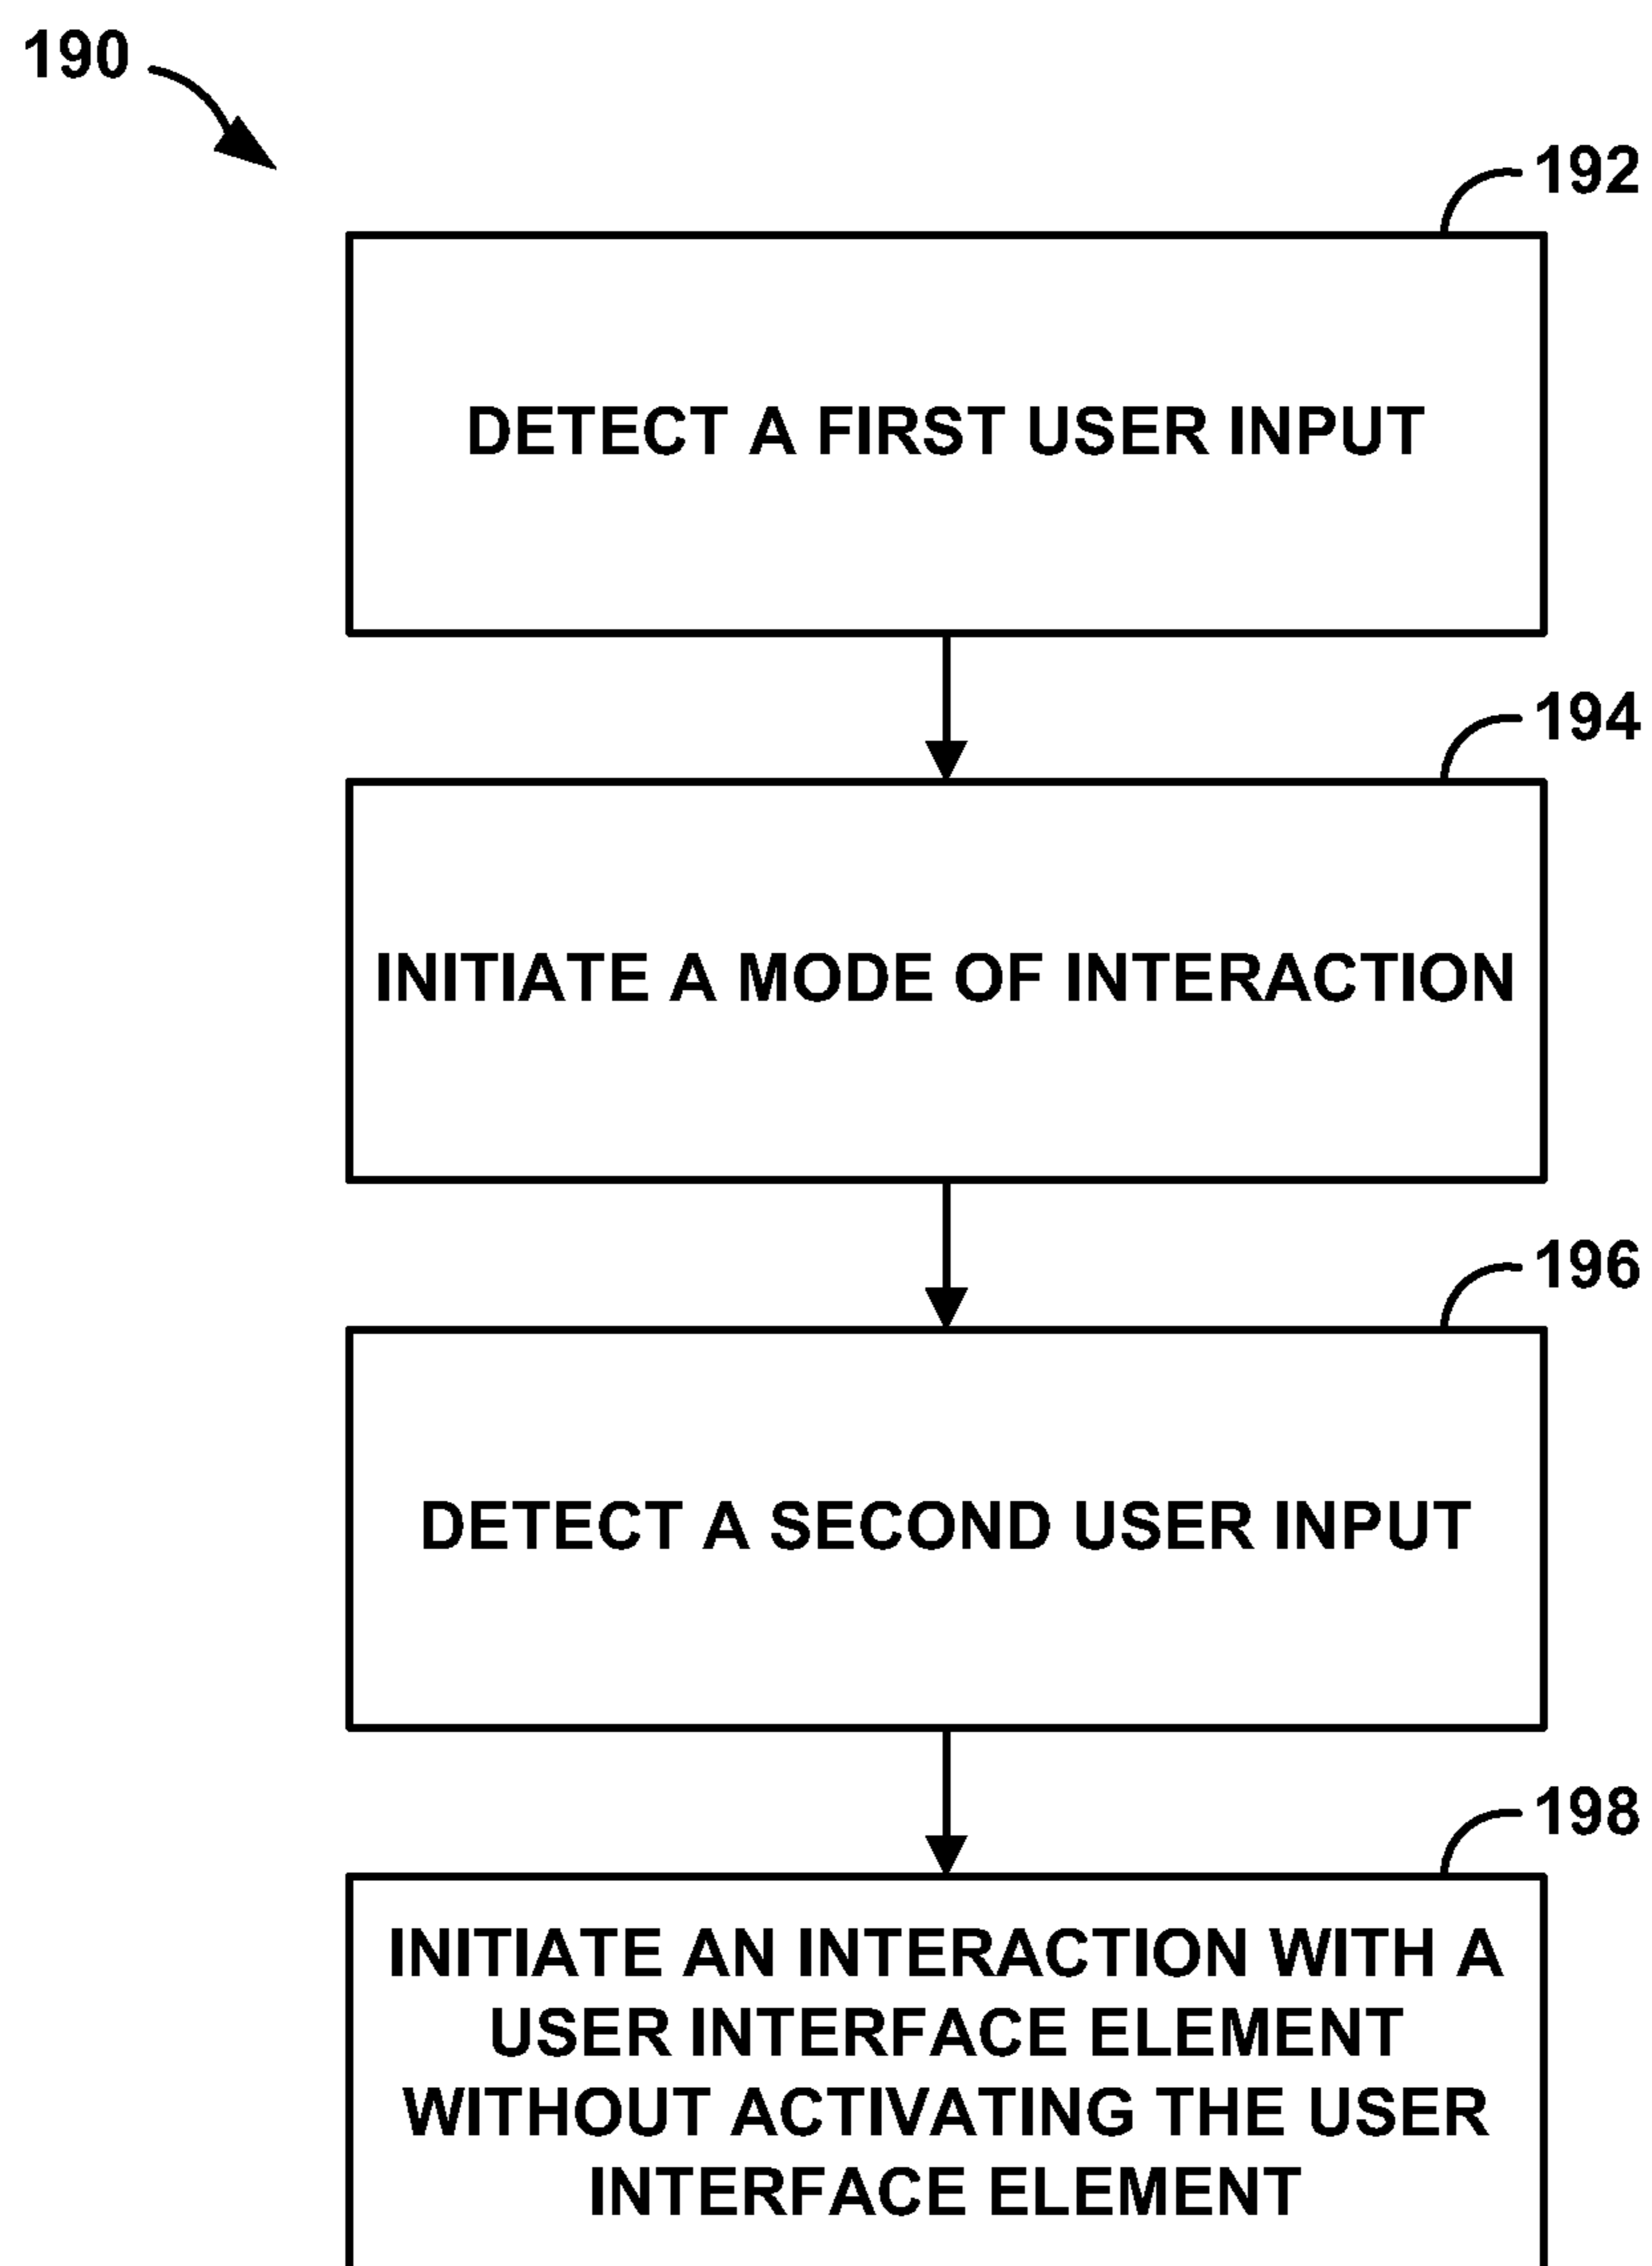 190
192
DETECT A FIRST USER INPUT
194
INITIATE A MODE OF INTERACTION
196
DETECT A SECOND USER INPUT
198
INITIATE AN INTERACTION WITH A
USER INTERFACE ELEMENT
WITHOUT ACTIVATING THE USER
INTERFACE ELEMENT